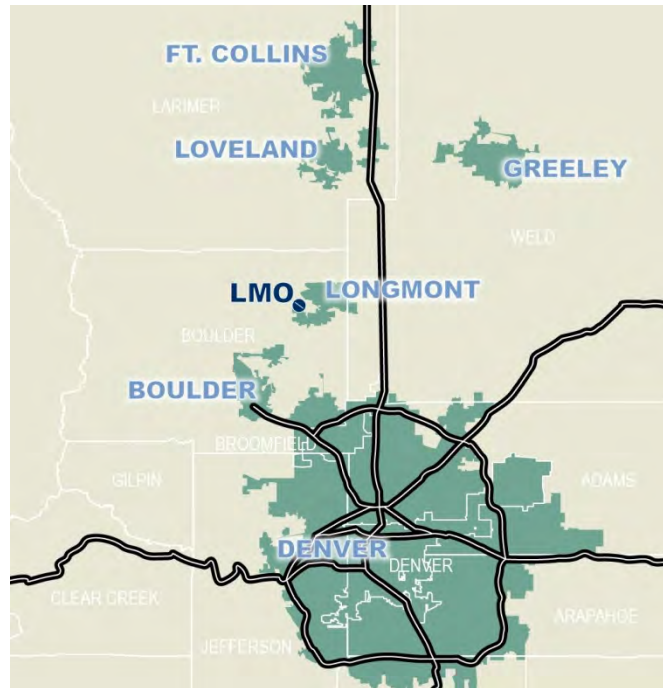 FT. COLLINS
LARIMER
LOVELAND
GREELEY
WELD
LMO
LONGMONT
BOULDER
BOULDER
BROOMFIELD
GILPIN
ADAMS
DENVER
DENVER
CLEAR CREEK
ARAPAHOE
JEFFERSON